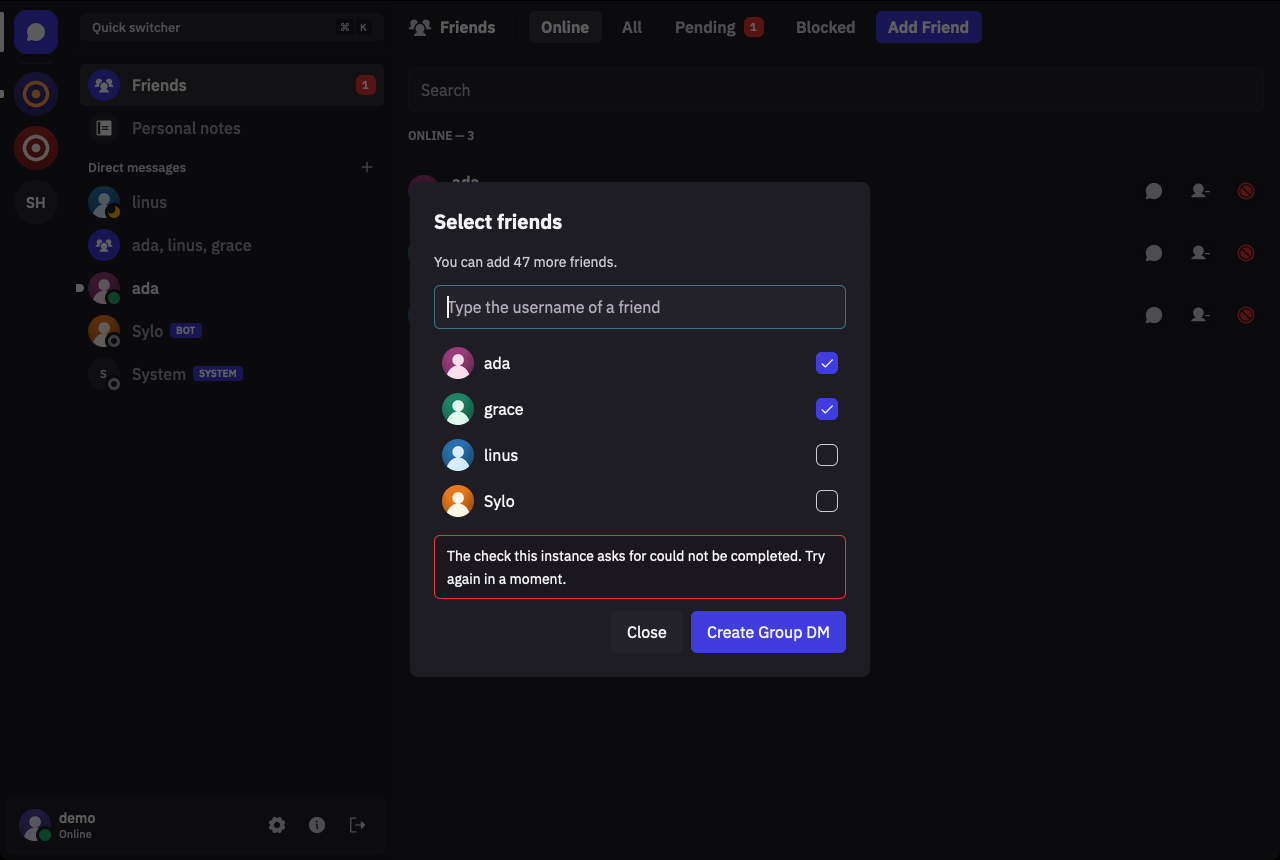 Quick switcher ⌘ K
Friends
Online
All
Pending 1
Blocked
Add Friend
Friends 1
Personal notes
Direct messages
SH
linus
ada, linus, grace
ada
Sylo BOT
S System SYSTEM
Search
ONLINE — 3
ada
Select friends
You can add 47 more friends.
Type the username of a friend
ada
grace
linus
Sylo
The check this instance asks for could not be completed. Try
again in a moment.
Close
Create Group DM
demo
Online